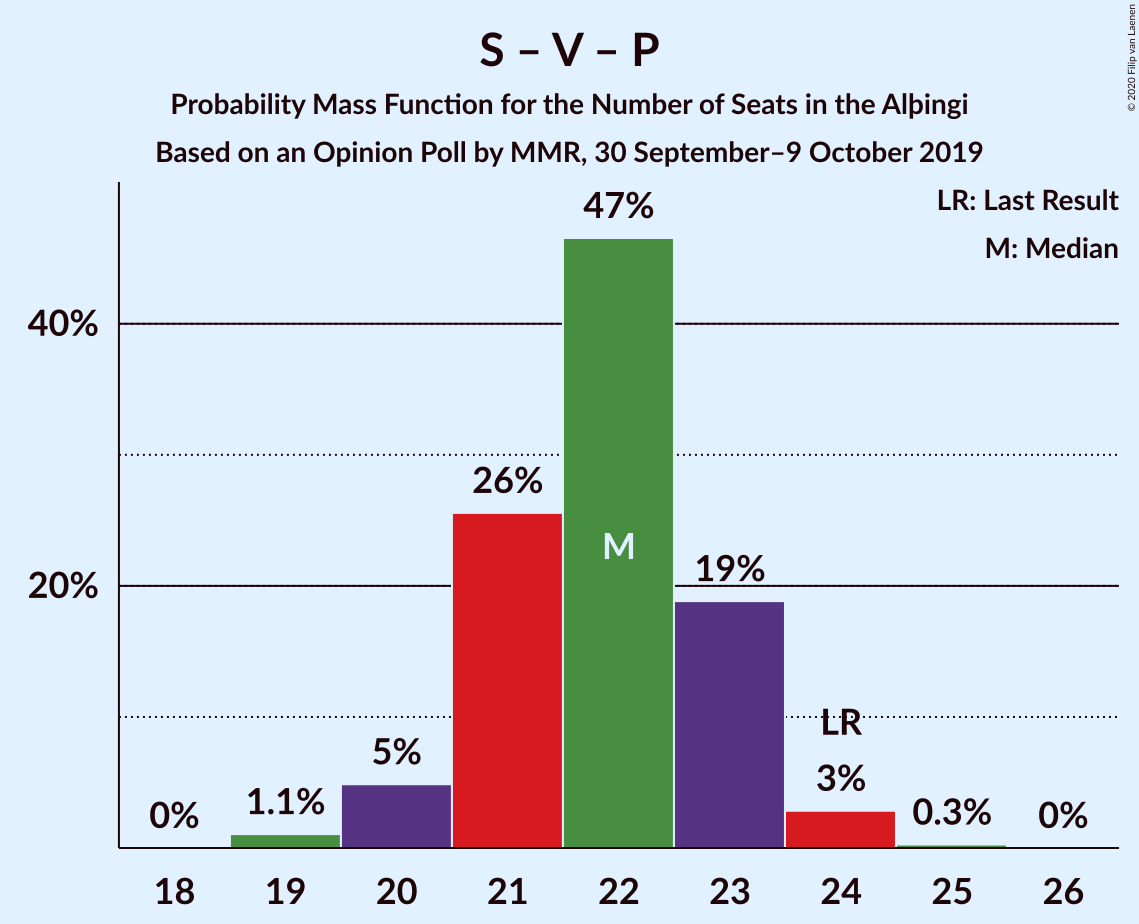 S – V – P
Probability Mass Function for the Number of Seats in the Alþingi
Based on an Opinion Poll by MMR, 30 September–9 October 2019
© 2020 Filip van Laenen
LR: Last Result
M: Median
47%
40%
26%
M
20%
19%
LR
5%
3%
0%
1.1%
0.3%
0%
18 19 20 21 22 23 24 25 26